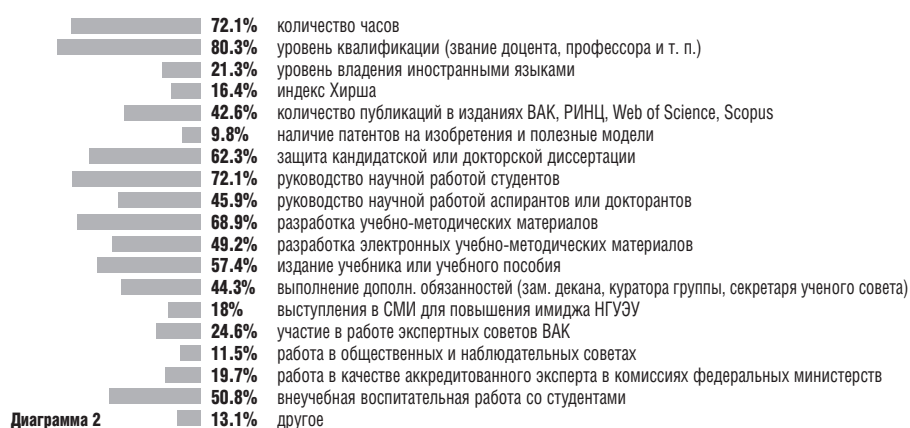 72.1% количество часов
80.3% уровень квалификации (звание доцента, профессора и т. п.)
21.3% уровень владения иностранными языками
16.4% индекс Хирша
42.6% количество публикаций в изданиях ВАК, РИНЦ, Web of Science, Scopus
9.8% наличие патентов на изобретения и полезные модели
62.3% защита кандидатской или докторской диссертации
72.1% руководство научной работой студентов
45.9% руководство научной работой аспирантов или докторантов
68.9% разработка учебно-методических материалов
49.2% разработка электронных учебно-методических материалов
57.4% издание учебника или учебного пособия
44.3% выполнение дополн. обязанностей (зам. декана, куратора группы, секретаря ученого совета)
18% выступления в СМИ для повышения имиджа НГУЭУ
24.6% участие в работе экспертных советов ВАК
11.5% работа в общественных и наблюдательных советах
19.7% работа в качестве аккредитованного эксперта в комиссиях федеральных министерств
50.8% внеучебная воспитательная работа со студентами
Диаграмма 2 13.1% другое